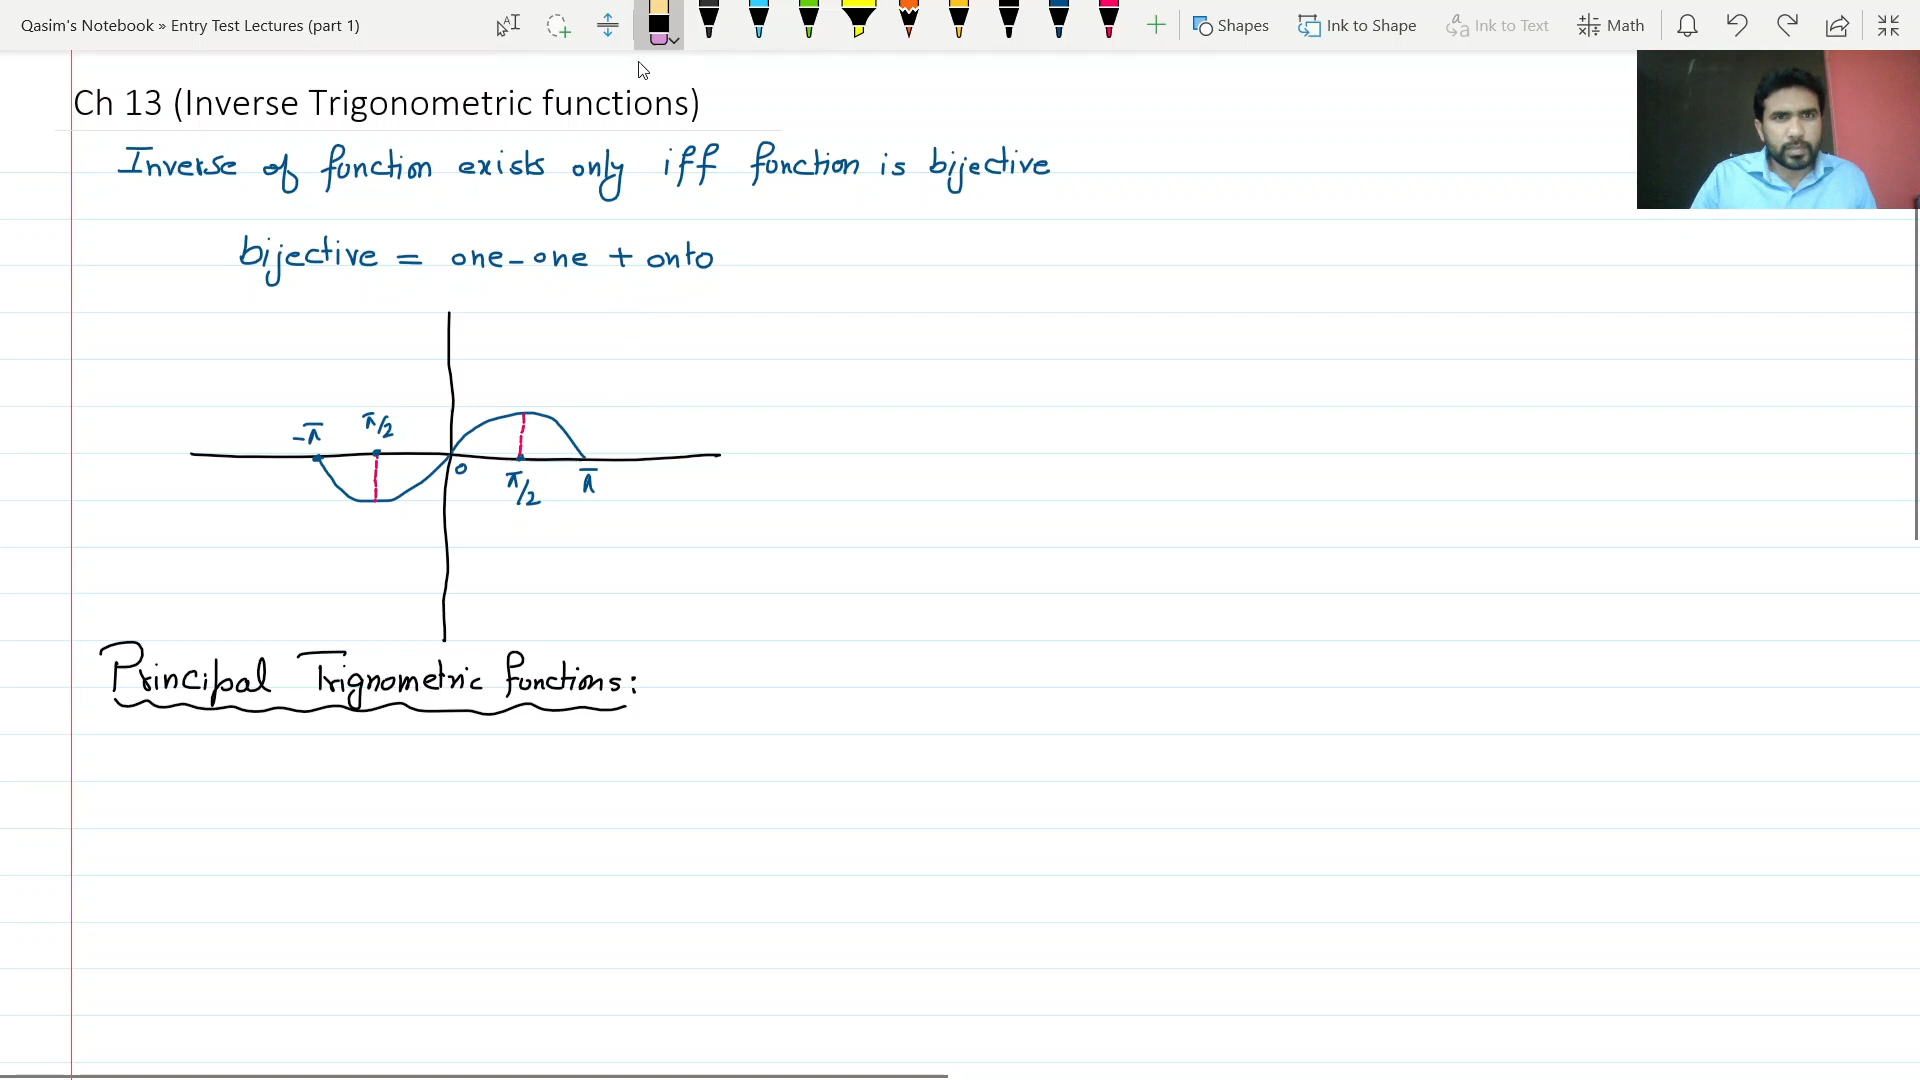 Qasim's Notebook » Entry Test Lectures (part 1)
Shapes
Ink to Shape
Ink to Text
Math
Ch 13 (Inverse Trigonometric functions)
Inverse of function exists only iff function is bijective
bijective = one-one + onto
-π π/2
0 π/2 π
Principal Trignometric functions: